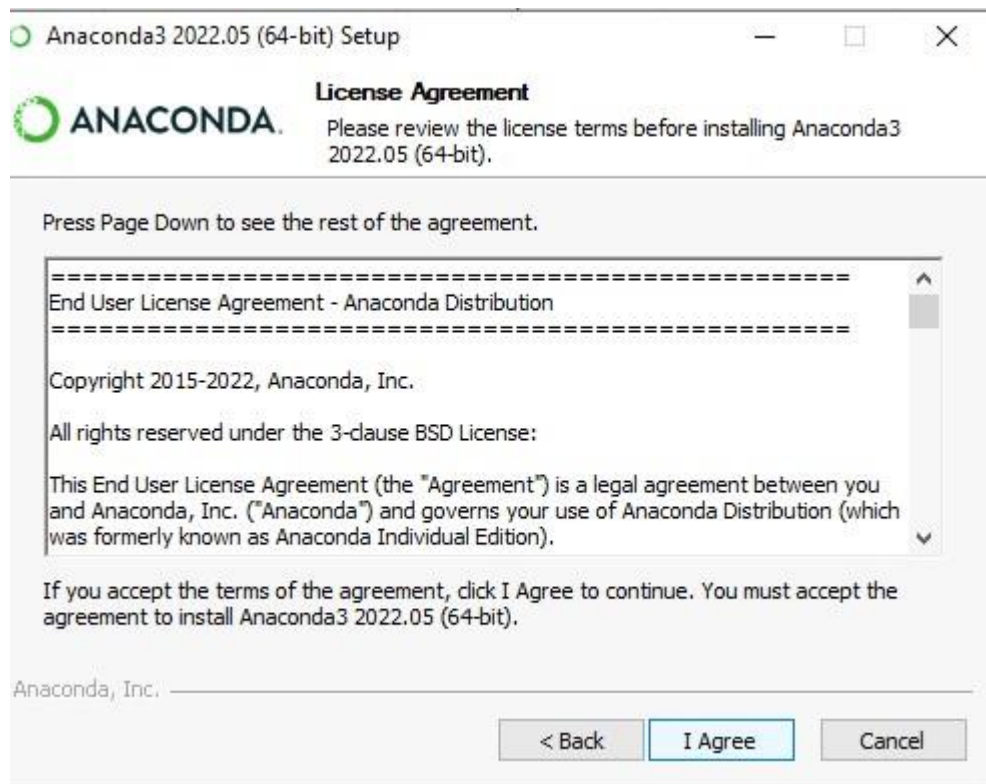 Anaconda3 2022.05 (64-bit) Setup
ANACONDA.
License Agreement
Please review the license terms before installing Anaconda3
2022.05 (64-bit).
Press Page Down to see the rest of the agreement.
==================================================
End User License Agreement - Anaconda Distribution
==================================================
Copyright 2015-2022, Anaconda, Inc.
All rights reserved under the 3-clause BSD License:
This End User License Agreement (the "Agreement") is a legal agreement between you
and Anaconda, Inc. ("Anaconda") and governs your use of Anaconda Distribution (which
was formerly known as Anaconda Individual Edition).
If you accept the terms of the agreement, click I Agree to continue. You must accept the
agreement to install Anaconda3 2022.05 (64-bit).
Anaconda, Inc.
< Back
I Agree
Cancel